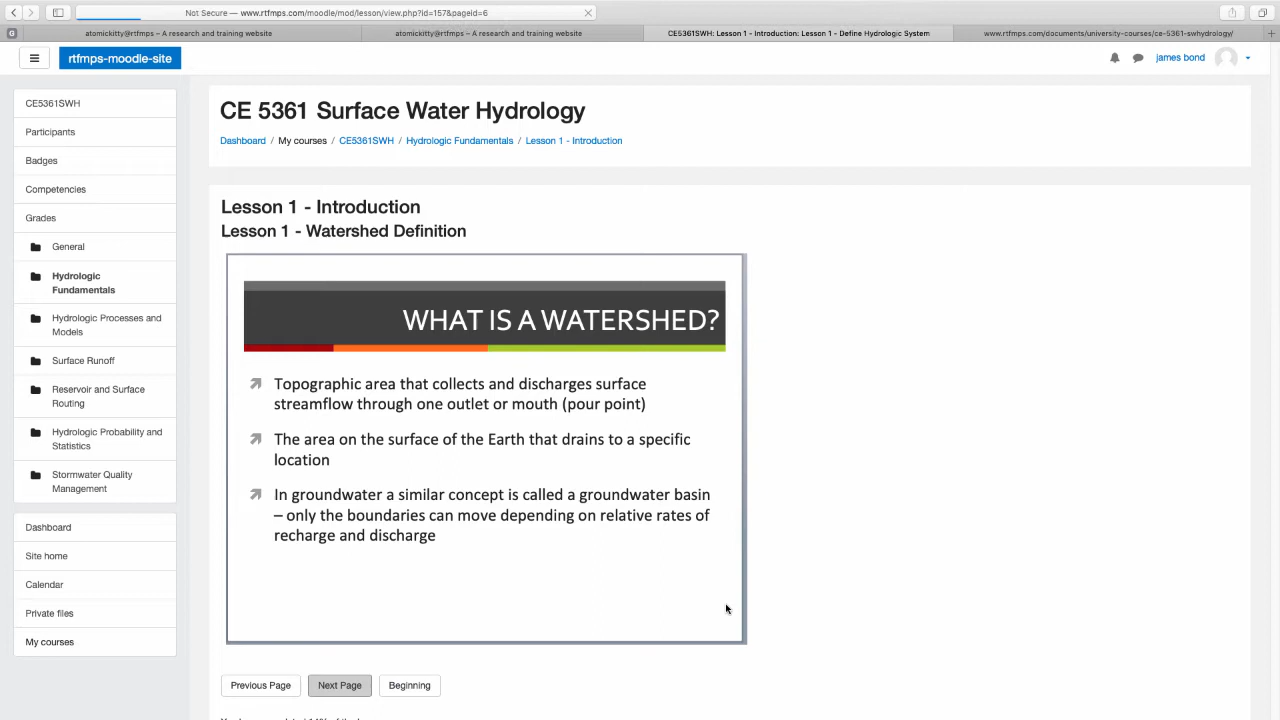 Not Secure — www.rtfmps.com/moodle/mod/lesson/view.php?id=157&pageid=6
G
atomickitty@rtfmps – A research and training website
atomickitty@rtfmps – A research and training website
CE5361SWH: Lesson 1 - Introduction: Lesson 1 - Define Hydrologic System
www.rtfmps.com/documents/university-courses/ce-5361-swhydrology/
rtfmps-moodle-site
james bond
CE5361SWH
Participants
Badges
Competencies
Grades
General
Hydrologic
Fundamentals
Hydrologic Processes and
Models
Surface Runoff
Reservoir and Surface
Routing
Hydrologic Probability and
Statistics
Stormwater Quality
Management
Dashboard
Site home
Calendar
Private files
My courses
CE 5361 Surface Water Hydrology
Dashboard / My courses / CE5361SWH / Hydrologic Fundamentals / Lesson 1 - Introduction
Lesson 1 - Introduction
Lesson 1 - Watershed Definition
WHAT IS A WATERSHED?
Topographic area that collects and discharges surface
streamflow through one outlet or mouth (pour point)
The area on the surface of the Earth that drains to a specific
location
In groundwater a similar concept is called a groundwater basin
– only the boundaries can move depending on relative rates of
recharge and discharge
Previous Page
Next Page
Beginning